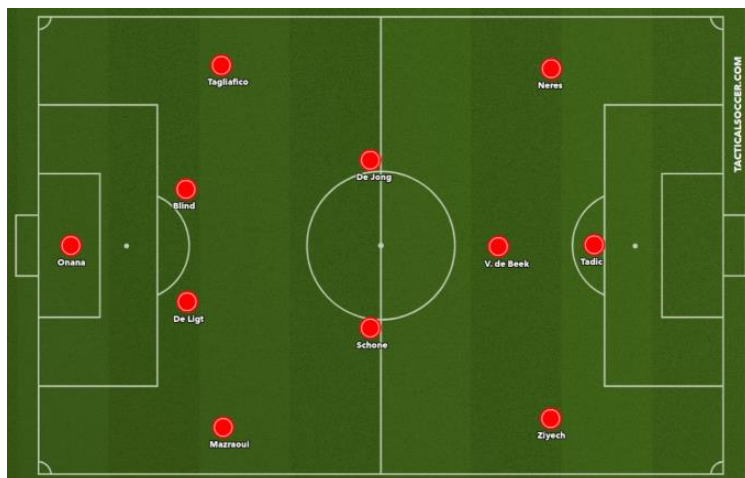 Tagliafico
Neres
TACTICALSOCCER.COM
De Jong
Blind
Onana
V. de Beek
Tadic
De Ligt
Schone
Mazraoui
Ziyech